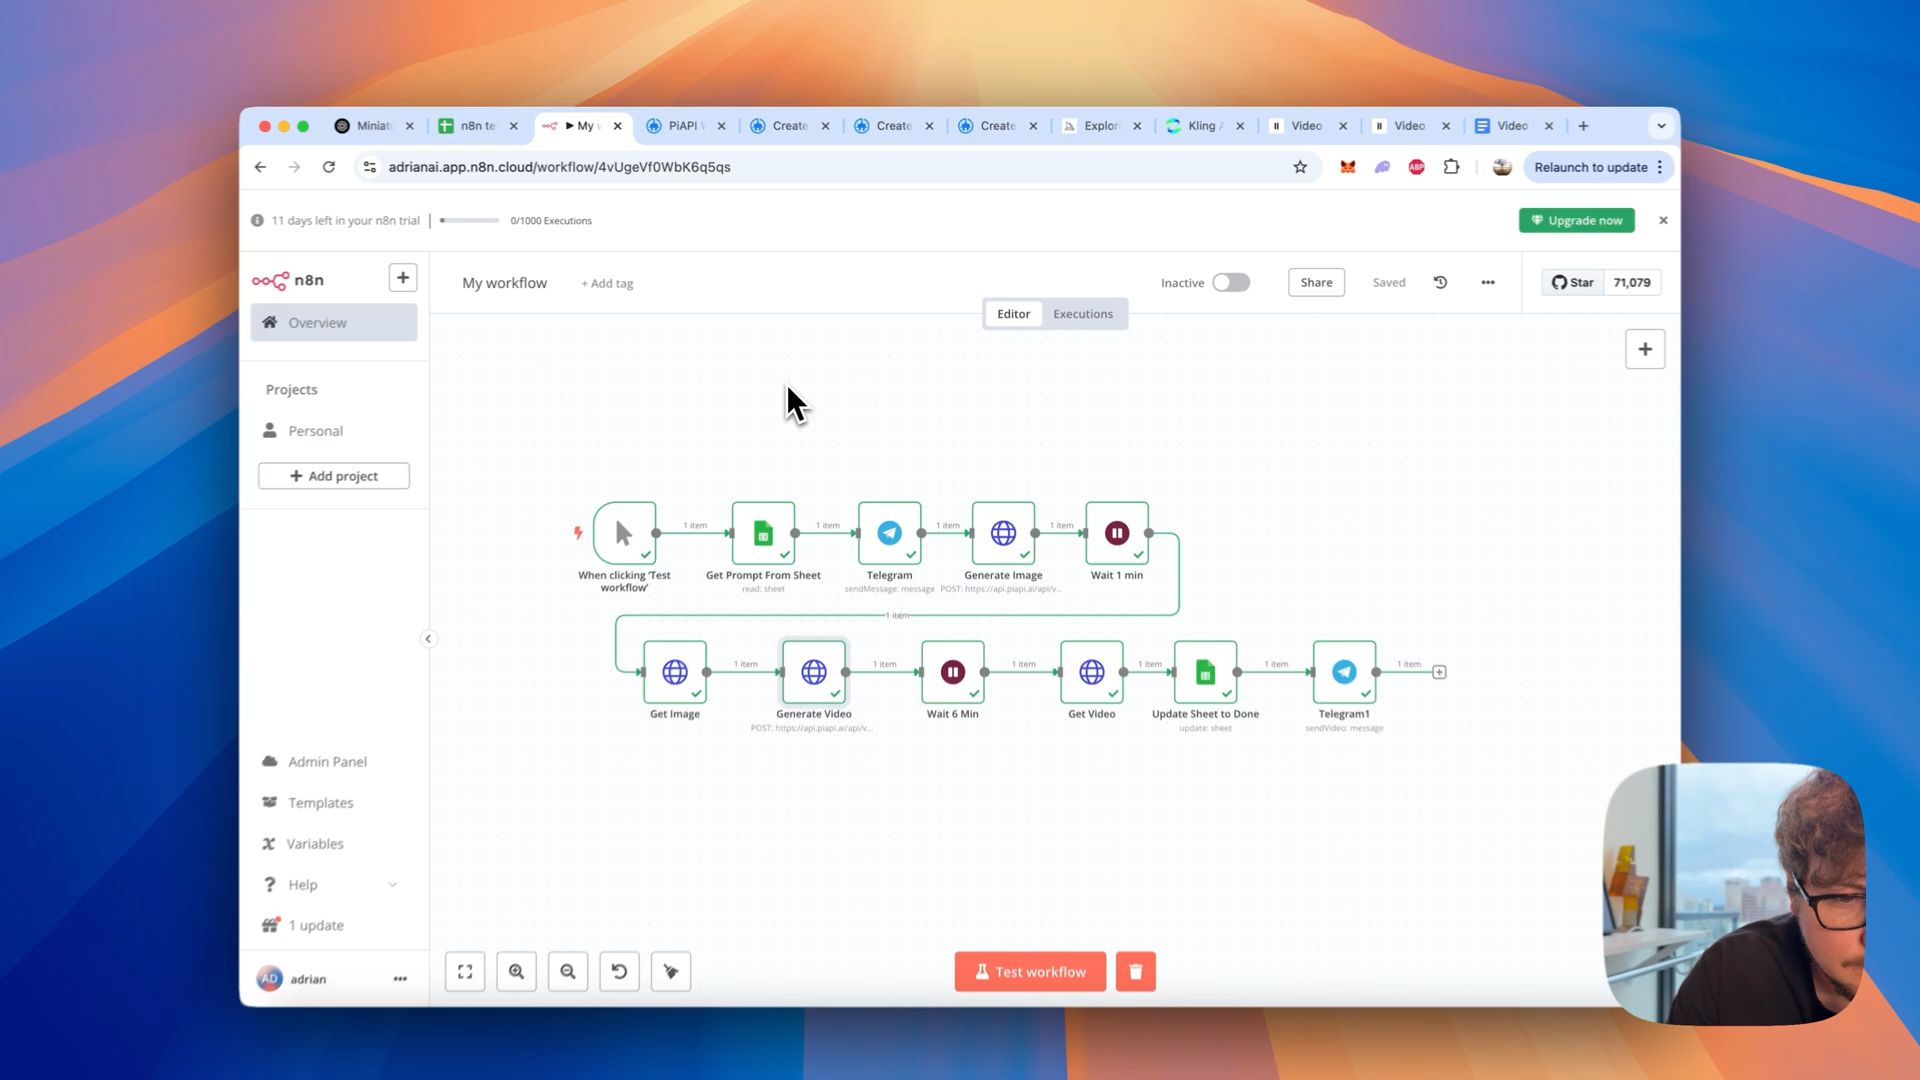 Miniat
n8n te
My
PiAPI
Create
Create
Create
Explor
Kling
Video
Video
Video
adrianai.app.n8n.cloud/workflow/4vUgeVf0WbK6q5qs
ABP
Relaunch to update
11 days left in your n8n trial
0/1000 Executions
Upgrade now
n8n
My workflow
+ Add tag
Inactive
Share
Saved
Star
71,079
Overview
Editor
Executions
Projects
Personal
Add project
1 item
1 item
1 item
1 item
When clicking ‘Test
workflow’
Get Prompt From Sheet
read: sheet
Telegram
sendMessage: message
Generate Image
POST: https://api.piapi.ai/api/v...
Wait 1 min
1 item
1 item
1 item
1 item
1 item
1 item
1 item
Get Image
Generate Video
POST: https://api.piapi.ai/api/v...
Wait 6 Min
Get Video
Update Sheet to Done
update: sheet
Telegram1
sendVideo: message
Admin Panel
Templates
Variables
Help
1 update
AD
adrian
Test workflow